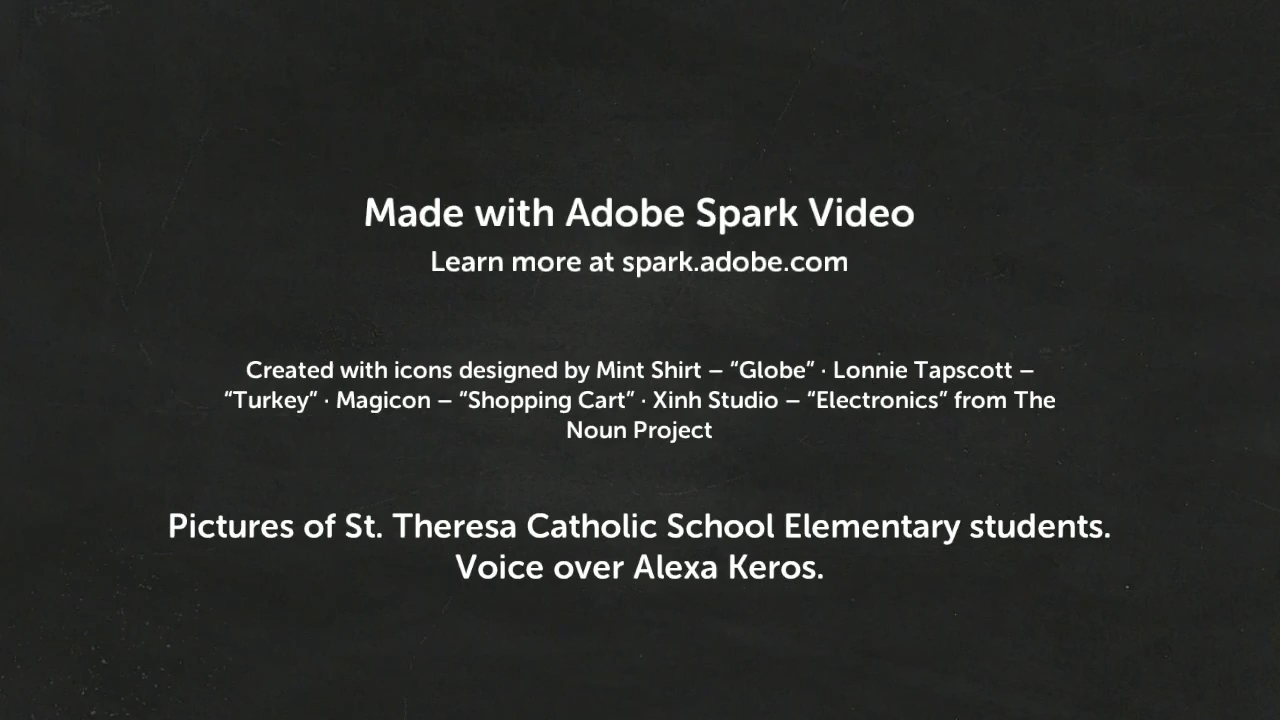 Made with Adobe Spark Video
Learn more at spark.adobe.com
Created with icons designed by Mint Shirt – “Globe” · Lonnie Tapscott –
“Turkey” · Magicon – “Shopping Cart” · Xinh Studio – “Electronics” from The
Noun Project
Pictures of St. Theresa Catholic School Elementary students.
Voice over Alexa Keros.